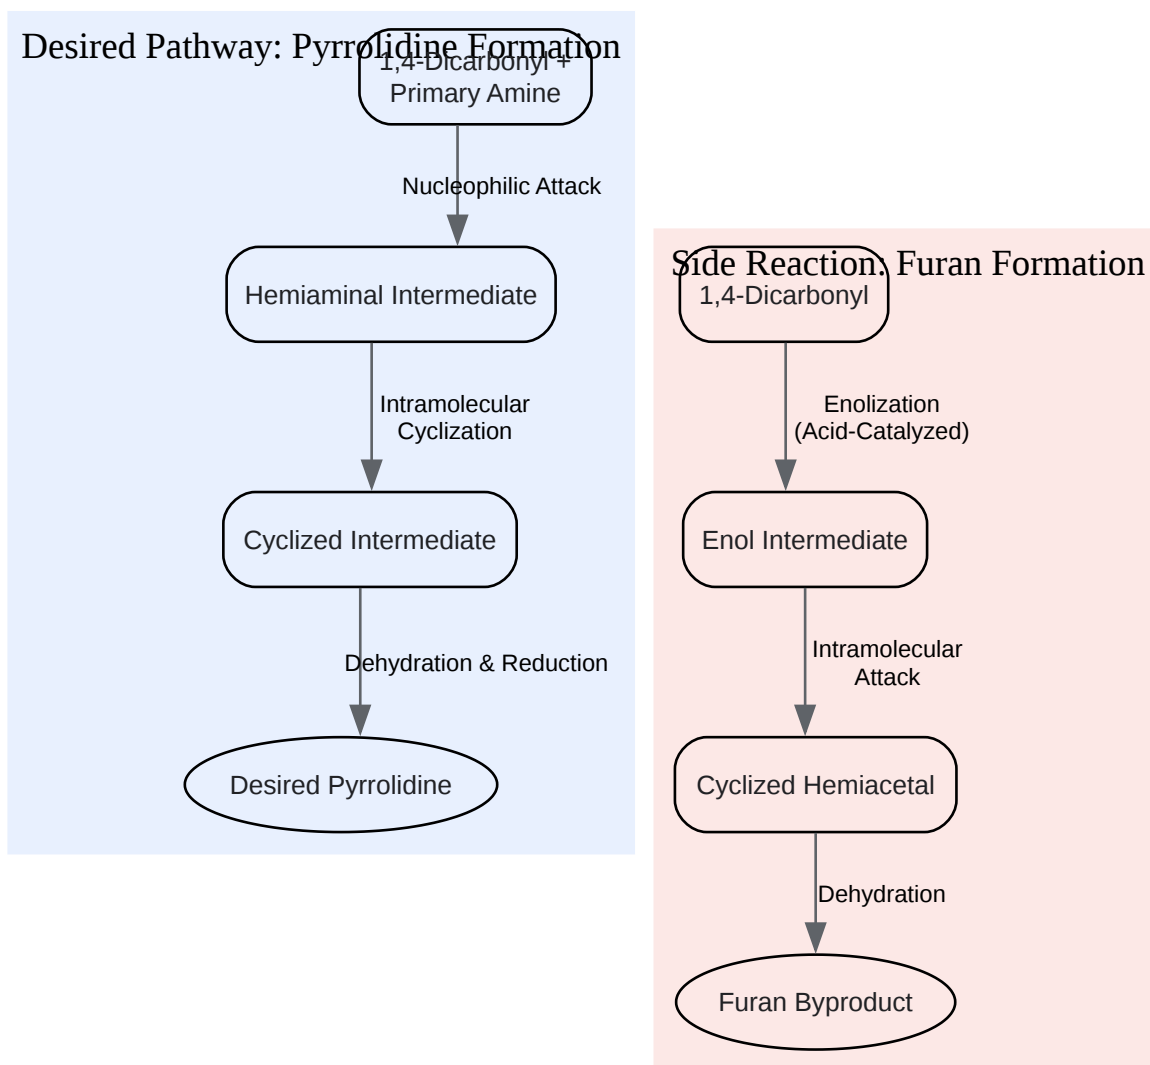 Desired Pathway: Pyrrolidine Formation
1,4-Dicarbonyl +
Primary Amine
Nucleophilic Attack
Hemiaminal Intermediate
Intramolecular
Cyclization
Cyclized Intermediate
Dehydration & Reduction
Desired Pyrrolidine
Side Reaction: Furan Formation
1,4-Dicarbonyl
Enolization
(Acid-Catalyzed)
Enol Intermediate
Intramolecular
Attack
Cyclized Hemiacetal
Dehydration
Furan Byproduct